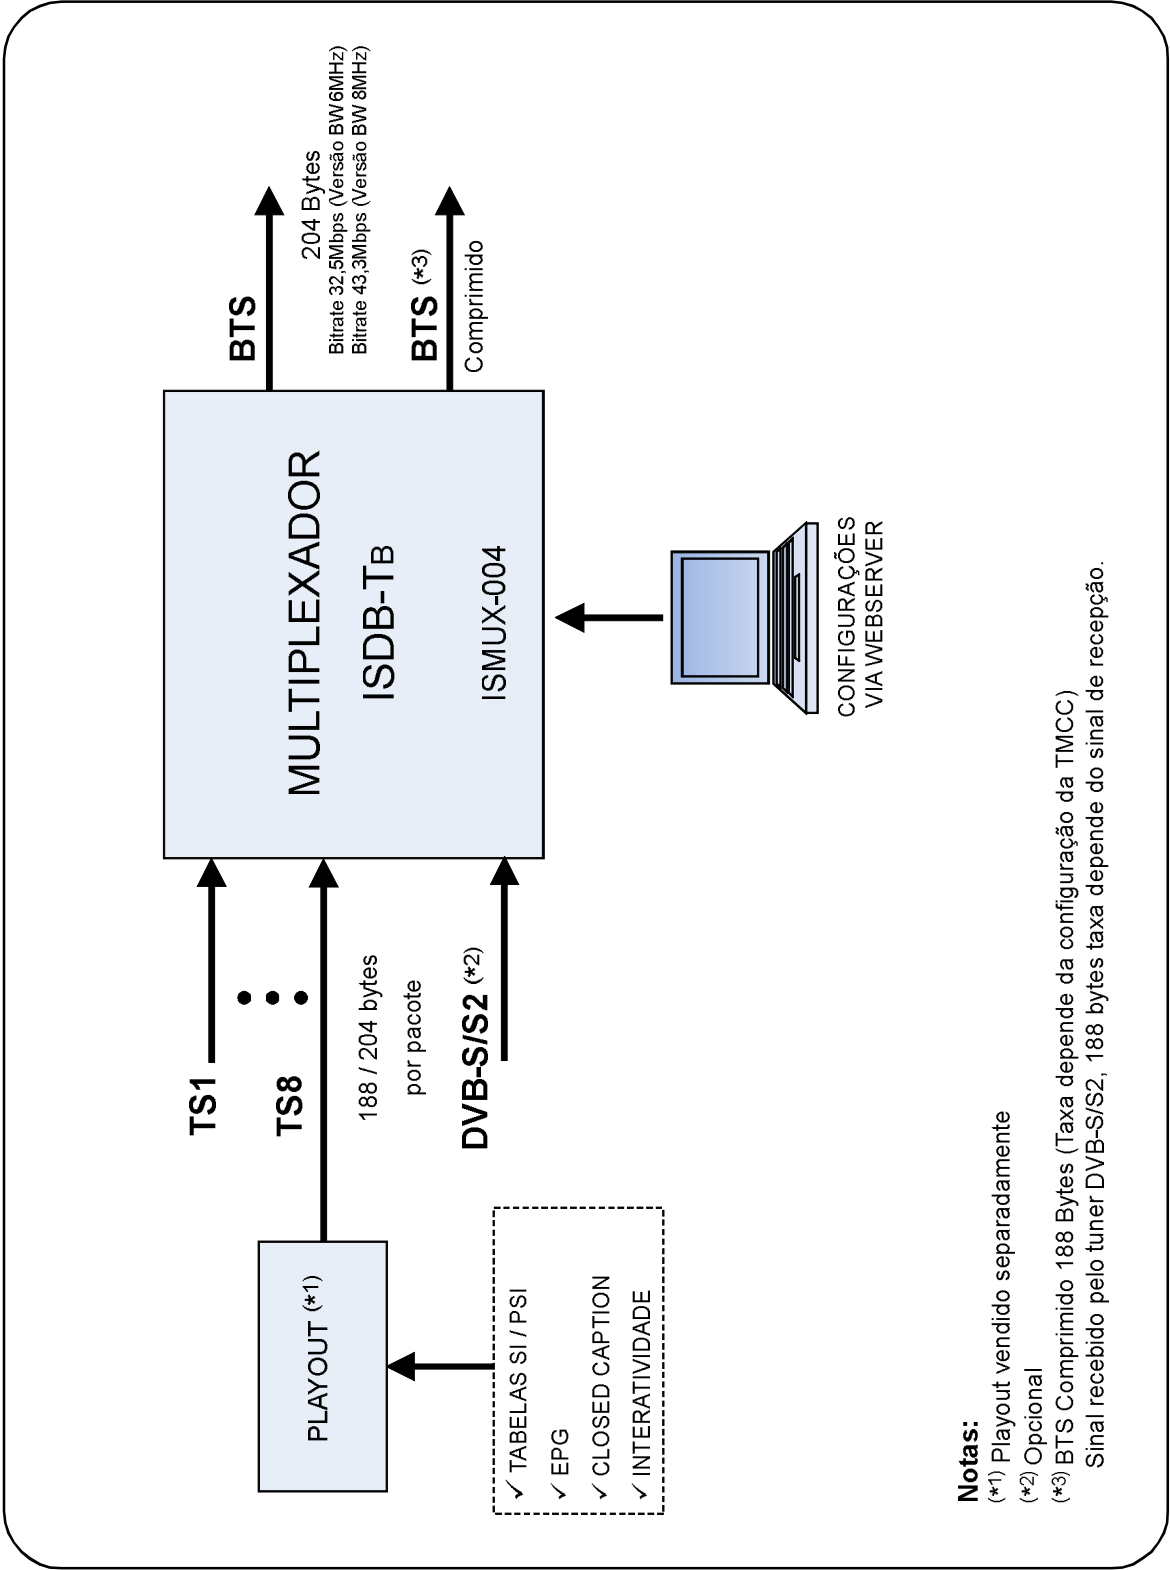 TS1
TS8
188 / 204 bytes
por pacote
DVB-S/S2 (*2)
PLAYOUT (*1)
✓ TABELAS SI / PSI
✓ EPG
✓ CLOSED CAPTION
✓ INTERATIVIDADE
MULTIPLEXADOR
ISDB-TB
ISMUX-004
BTS
204 Bytes
Bitrate 32,5Mbps (Versão BW6MHz)
Bitrate 43,3Mbps (Versão BW 8MHz)
BTS (*3)
Comprimido
CONFIGURAÇÕES
VIA WEBSERVER
Notas:
(*1) Playout vendido separadamente
(*2) Opcional
(*3) BTS Comprimido 188 Bytes (Taxa depende da configuração da TMCC)
Sinal recebido pelo tuner DVB-S/S2, 188 bytes taxa depende do sinal de recepção.